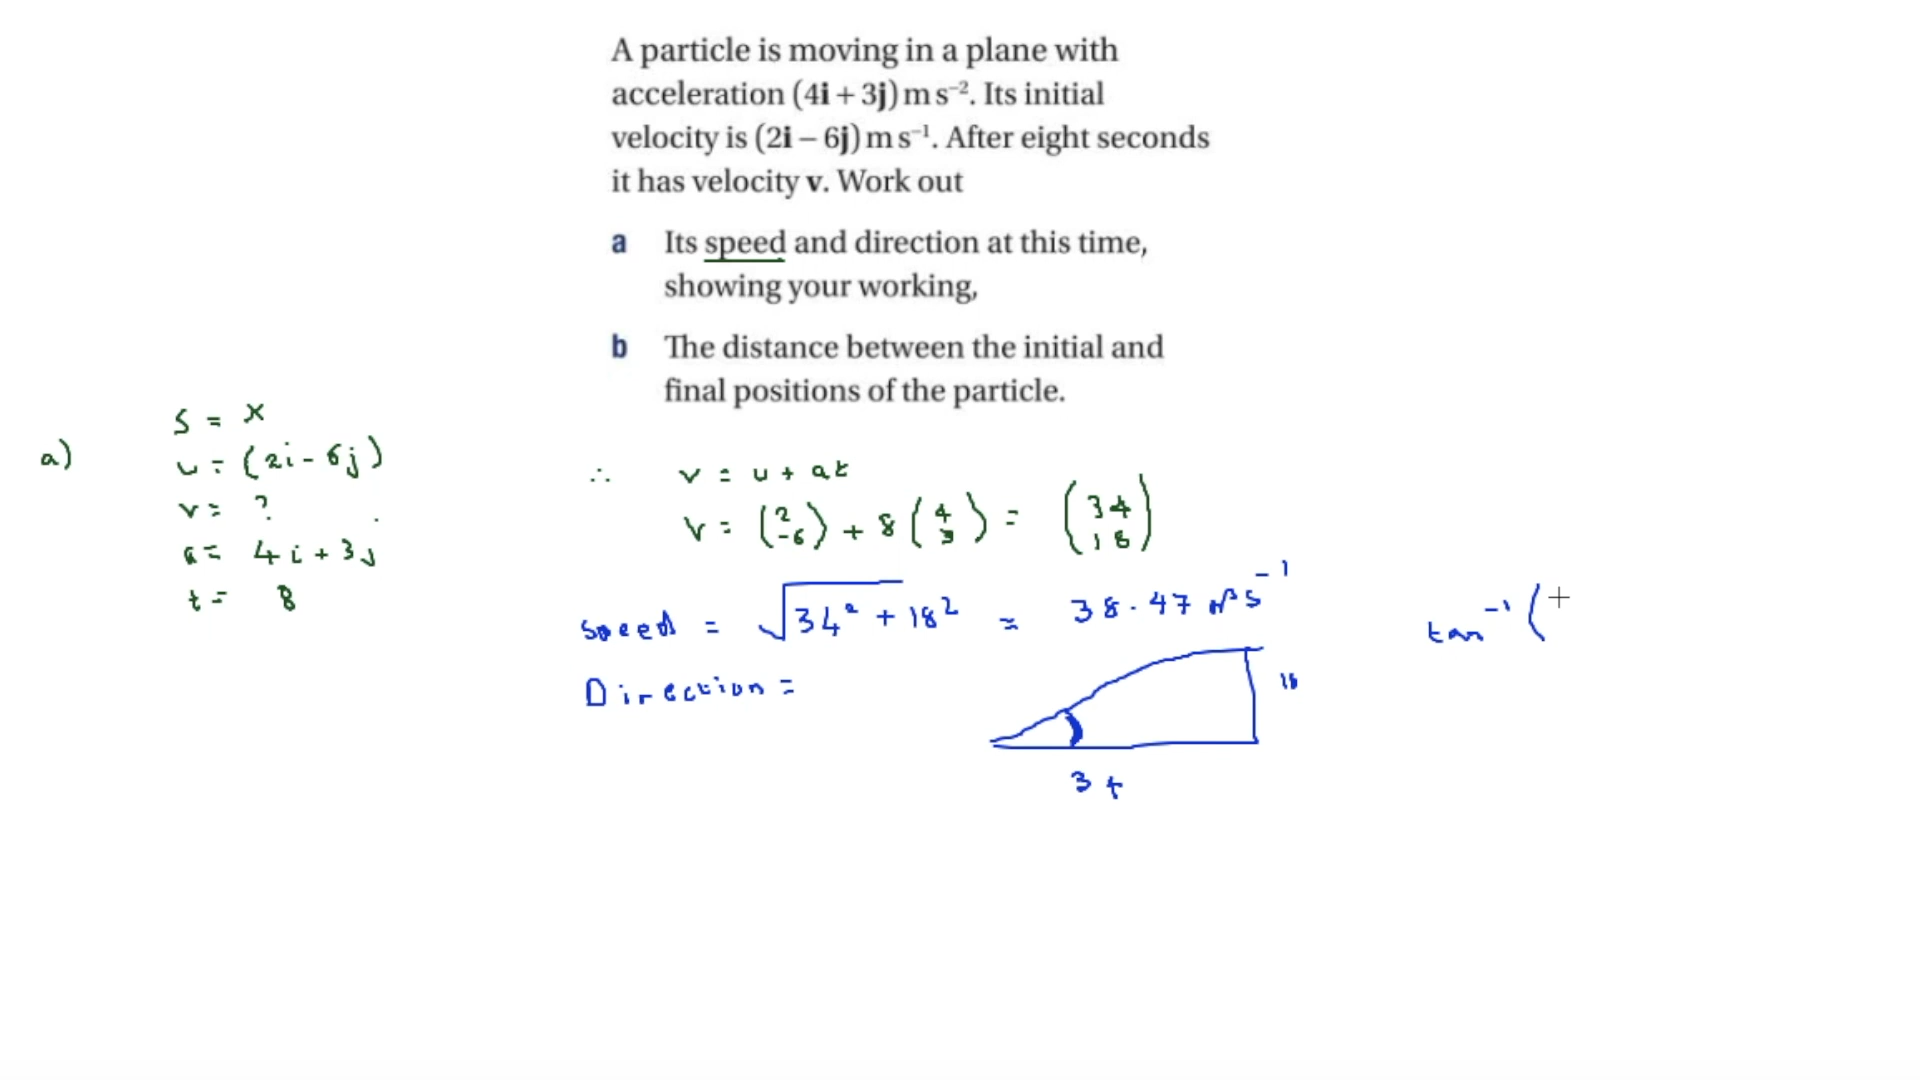 A particle is moving in a plane with
acceleration (4i + 3j) m s⁻². Its initial
velocity is (2i – 6j) m s⁻¹. After eight seconds
it has velocity v. Work out
a Its speed and direction at this time,
showing your working,
b The distance between the initial and
final positions of the particle.
a)
s = x
u = (2i - 6j)
v = ?
a = 4i + 3j
t = 8
∴ v = u + at
v = (2 -6) + 8 (4 3) = (34 18)
Speed = √34² + 18² = 38.47 ms⁻¹
Direction =
18
34
tan⁻¹ (